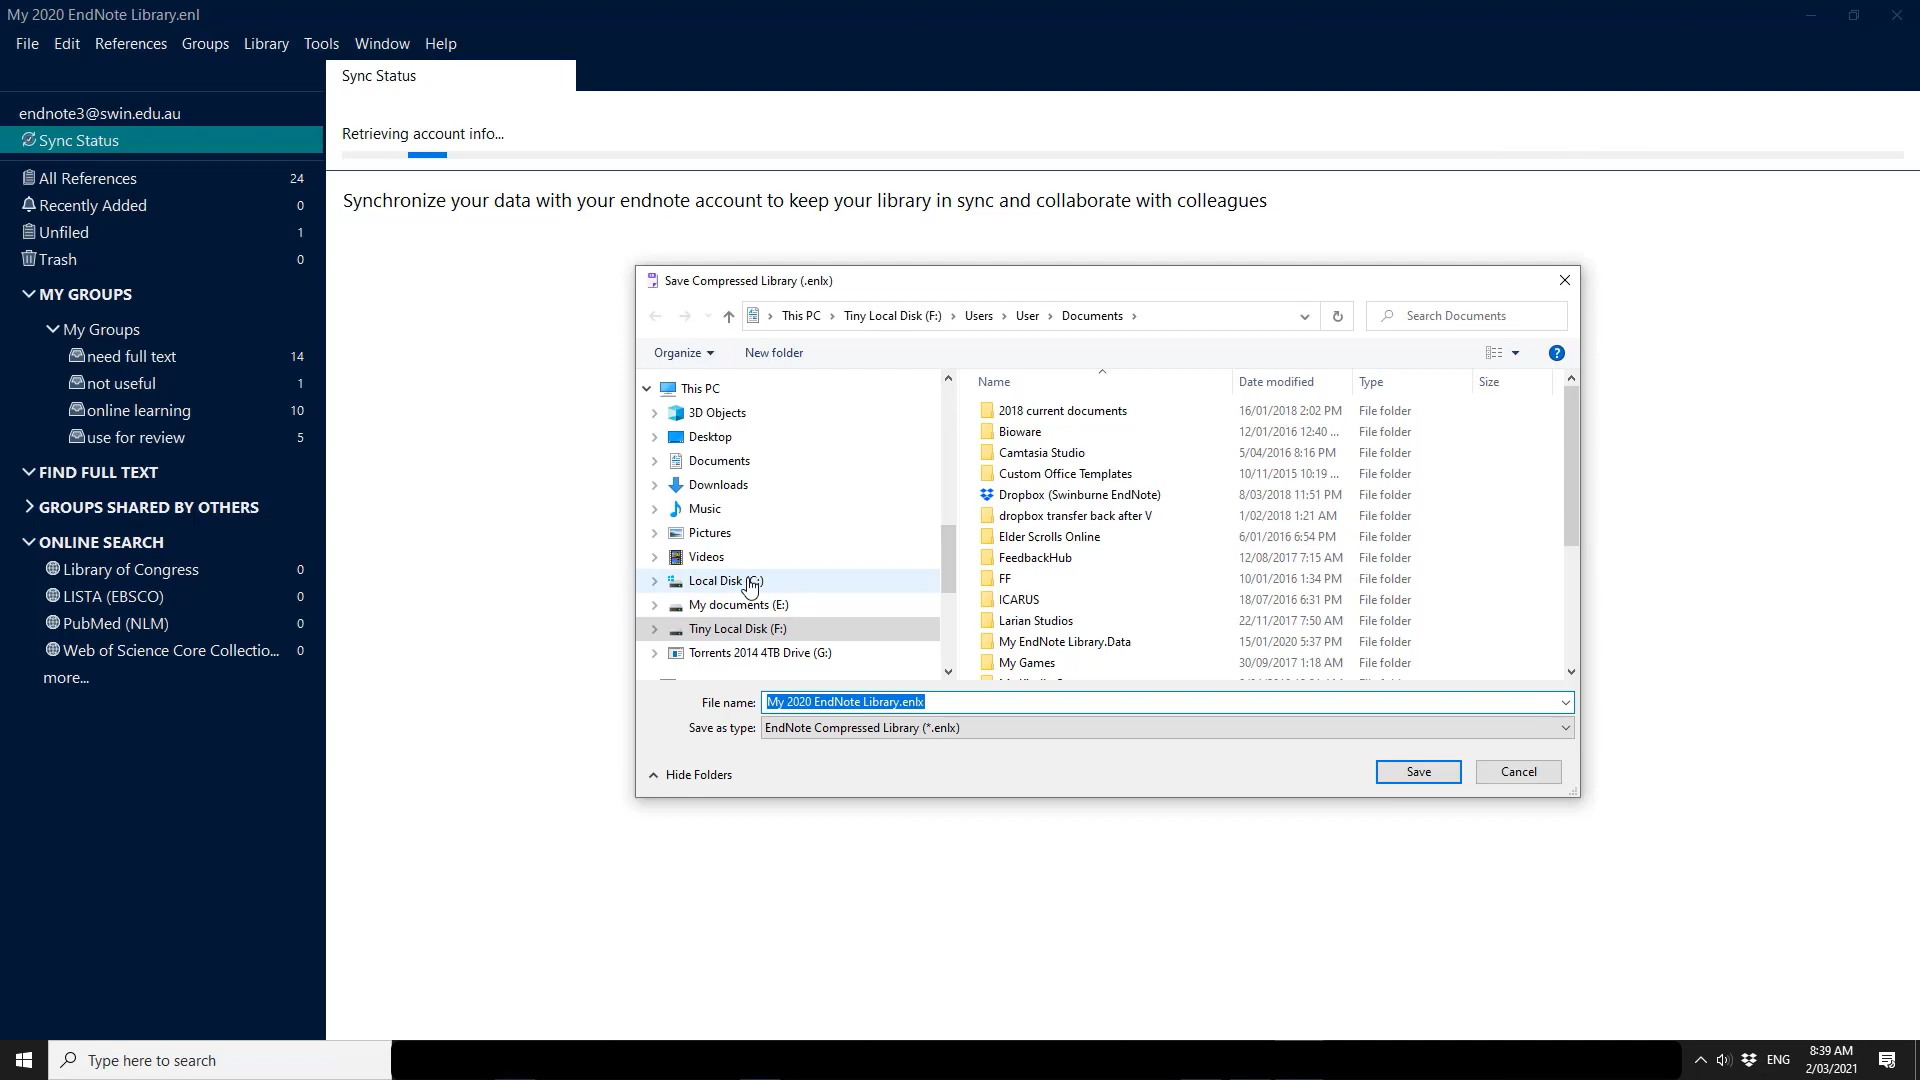 My 2020 EndNote Library.enl
File Edit References Groups Library Tools Window Help
Sync Status
endnote3@swin.edu.au
Sync Status
All References 24
Recently Added 0
Unfiled 1
Trash 0
MY GROUPS
My Groups
need full text 14
not useful 1
online learning 10
use for review 5
FIND FULL TEXT
GROUPS SHARED BY OTHERS
ONLINE SEARCH
Library of Congress 0
LISTA (EBSCO) 0
PubMed (NLM) 0
Web of Science Core Collectio... 0
more...
Retrieving account info...
Synchronize your data with your endnote account to keep your library in sync and collaborate with colleagues
Save Compressed Library (.enlx)
This PC Tiny Local Disk (F:) Users User Documents
Search Documents
Organize New folder
This PC
3D Objects
Desktop
Documents
Downloads
Music
Pictures
Videos
Local Disk (C:)
My documents (E:)
Tiny Local Disk (F:)
Torrents 2014 4TB Drive (G:)
Name Date modified Type Size
2018 current documents 16/01/2018 2:02 PM File folder
Bioware 12/01/2016 12:40 ... File folder
Camtasia Studio 5/04/2016 8:16 PM File folder
Custom Office Templates 10/11/2015 10:19 ... File folder
Dropbox (Swinburne EndNote) 8/03/2018 11:51 PM File folder
dropbox transfer back after V 1/02/2018 1:21 AM File folder
Elder Scrolls Online 6/01/2016 6:54 PM File folder
FeedbackHub 12/08/2017 7:15 AM File folder
FF 10/01/2016 1:34 PM File folder
ICARUS 18/07/2016 6:31 PM File folder
Larian Studios 22/11/2017 7:50 AM File folder
My EndNote Library.Data 15/01/2020 5:37 PM File folder
My Games 30/09/2017 1:18 AM File folder
File name: My 2020 EndNote Library.enlx
Save as type: EndNote Compressed Library (*.enlx)
Hide Folders
Save Cancel
Type here to search
ENG
8:39 AM
2/03/2021